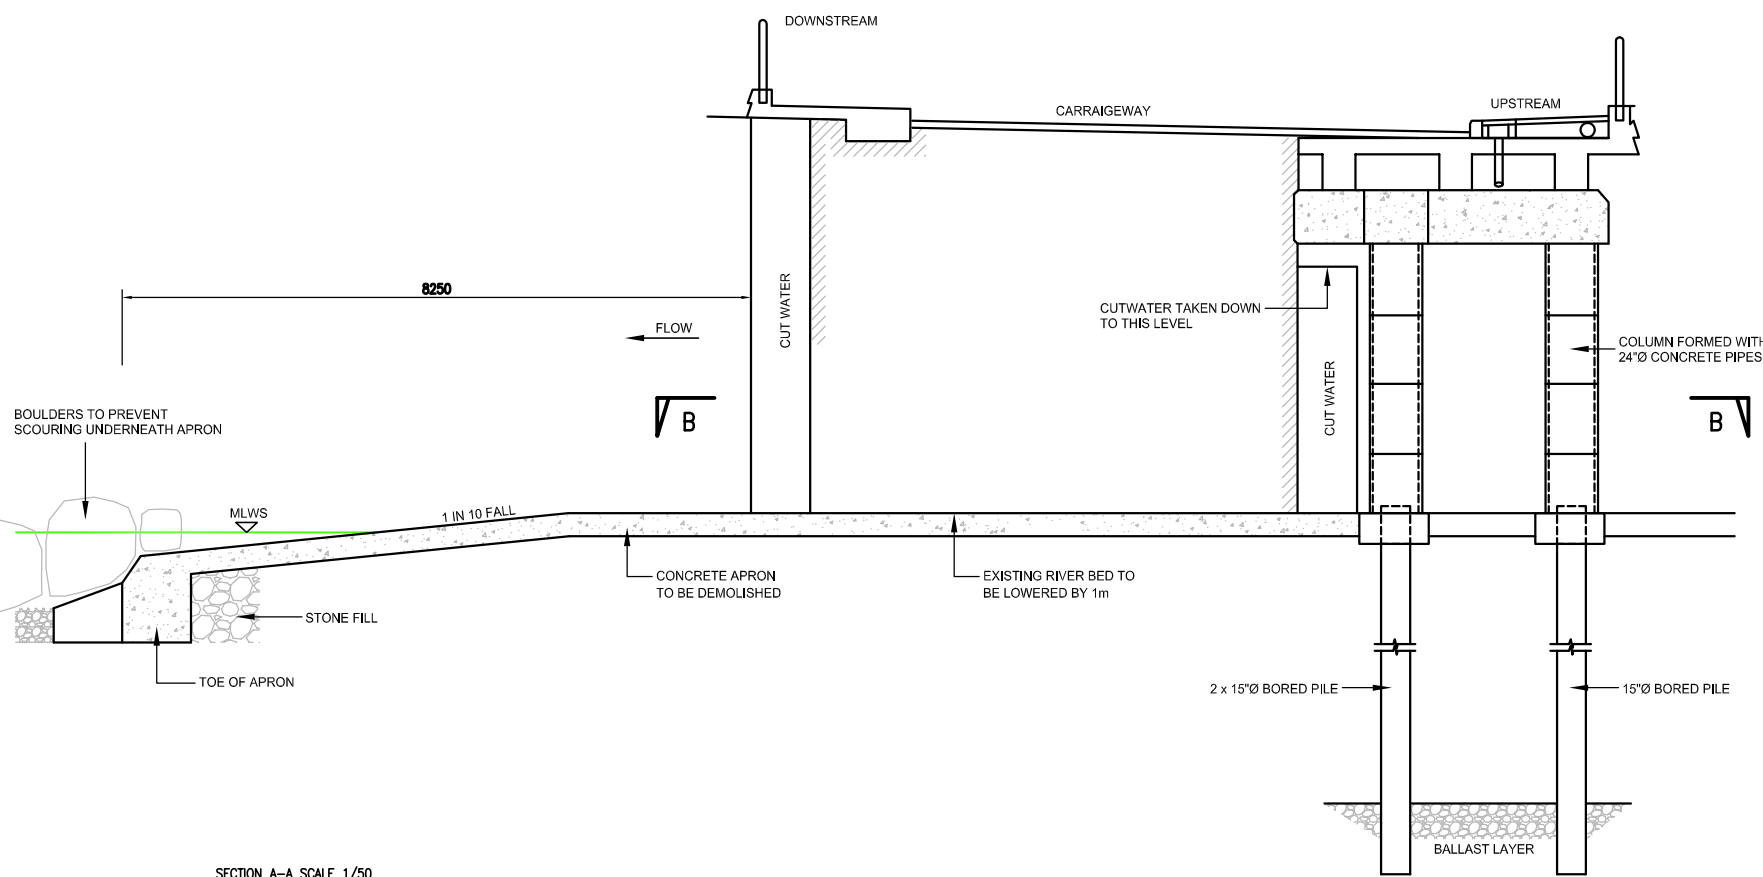 DOWNSTREAM
CARRAIGEWAY
UPSTREAM
8250
FLOW
CUT WATER
CUTWATER TAKEN DOWN
TO THIS LEVEL
COLUMN FORMED WITH
24"Ø CONCRETE PIPES
CUT WATER
BOULDERS TO PREVENT
SCOURING UNDERNEATH APRON
B
B
MLWS
1 IN 10 FALL
CONCRETE APRON
TO BE DEMOLISHED
EXISTING RIVER BED TO
BE LOWERED BY 1m
STONE FILL
TOE OF APRON
2 x 15"Ø BORED PILE
15"Ø BORED PILE
BALLAST LAYER
SECTION A-A SCALE 1/50